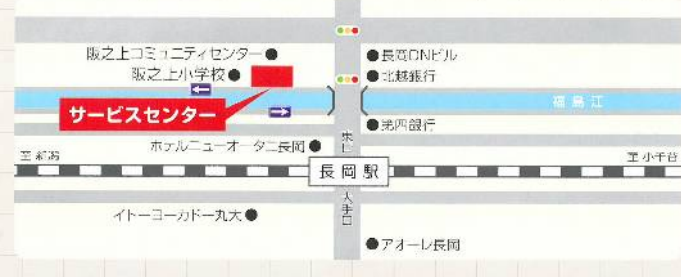 阪之上コミュニティセンター
長岡DNビル
阪之上小学校
北越銀行
福島江
サービスセンター
第四銀行
東口
ホテルニューオータニ長岡
至新潟
至小千谷
長岡駅
大手口
イトーヨーカドー丸大
アオーレ長岡